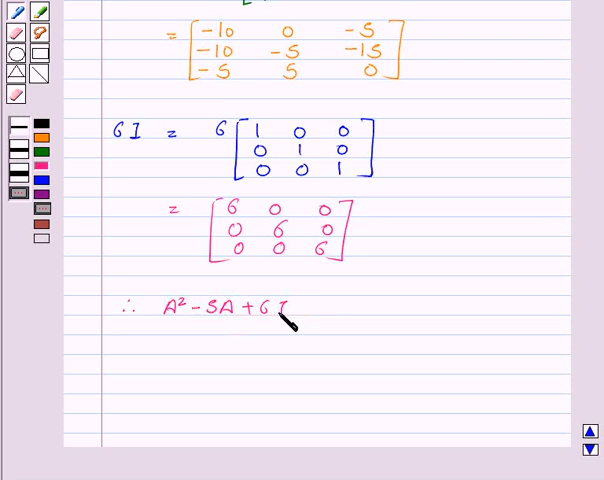 = [ -10 0 -5
-10 -5 -15
-5 5 0 ]
6I = 6 [ 1 0 0
0 1 0
0 0 1 ]
= [ 6 0 0
0 6 0
0 0 6 ]
∴ A² - 5A + 6I